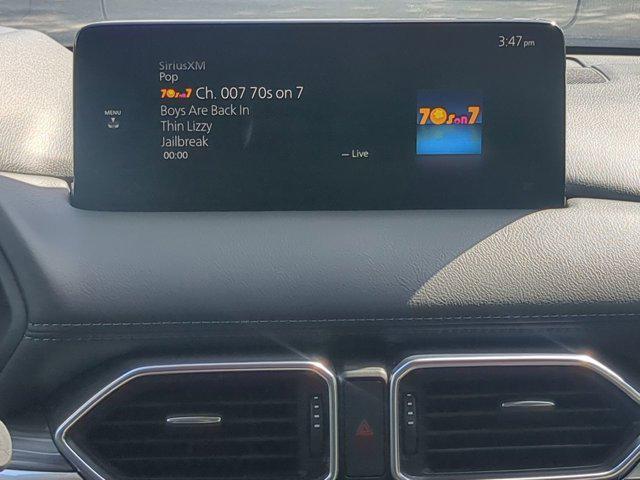 3:47pm
SiriusXM
Pop
70s on 7 Ch. 007 70s on 7
MENU
Boys Are Back In
Thin Lizzy
Jailbreak
00:00
Live
70s on 7